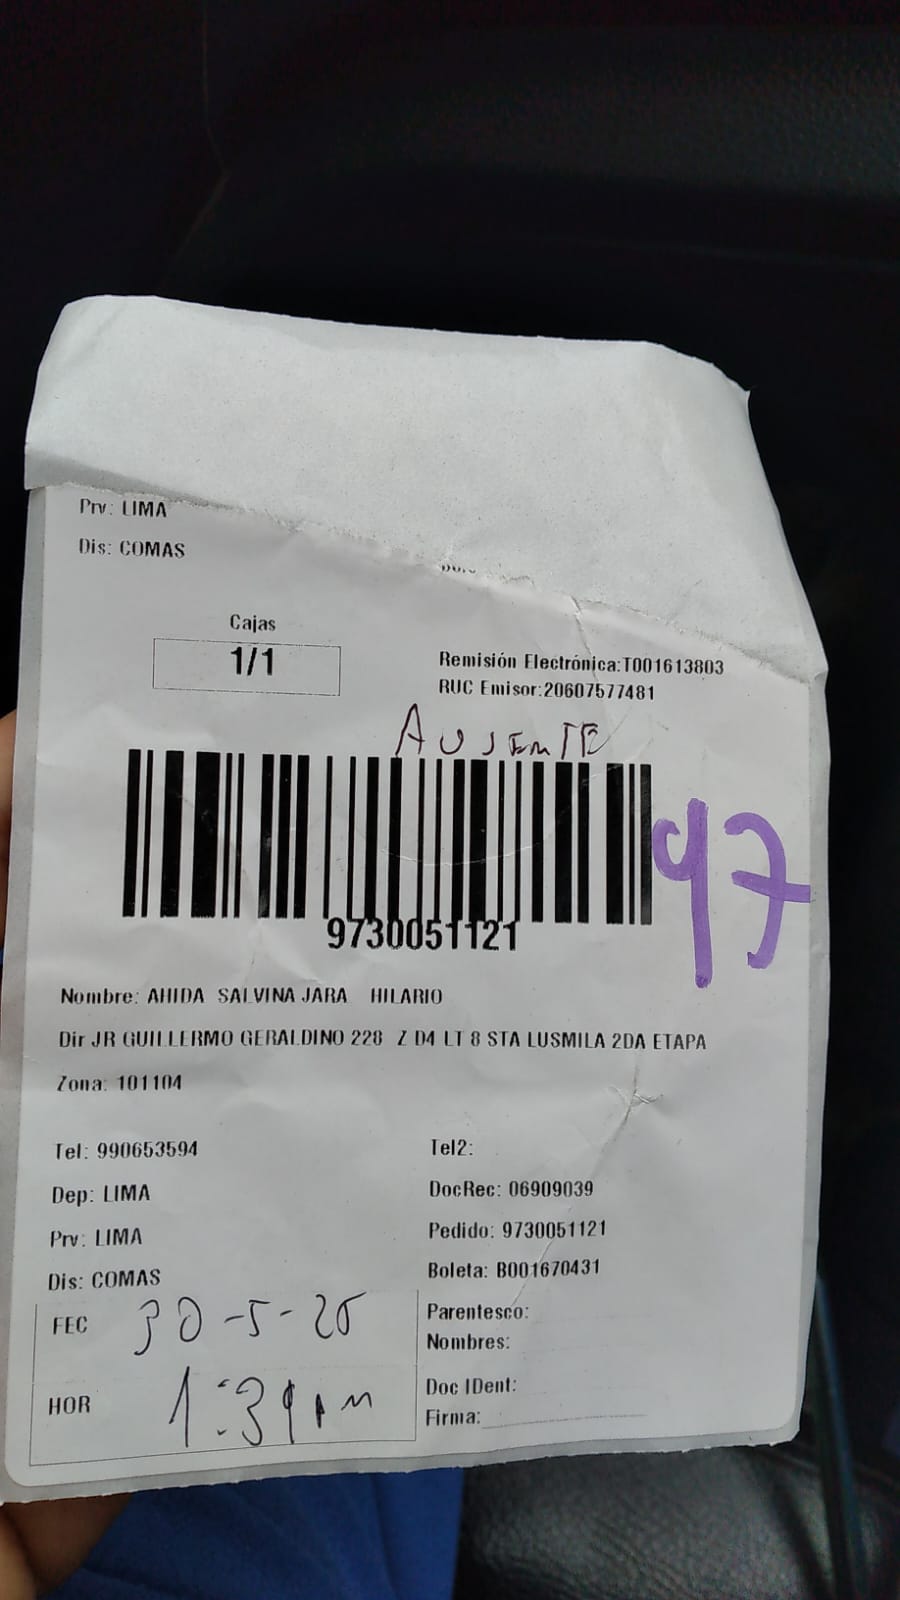 Prv: LIMA
Dis: COMAS
Cajas
1/1
Remisión Electrónica:T001613803
RUC Emisor:20607577481
AUSENTE
97
9730051121
Nombre: AHIDA SALVINA JARA HILARIO
Dir JR GUILLERMO GERALDINO 228 Z D4 LT 8 STA LUSMILA 2DA ETAPA
Zona: 101104
Tel: 990653594
Tel2:
Dep: LIMA
DocRec: 06909039
Prv: LIMA
Pedido: 9730051121
Dis: COMAS
Boleta: B001670431
FEC 30-5-25
Parentesco:
Nombres:
HOR 1:39pm
Doc IDent:
Firma: